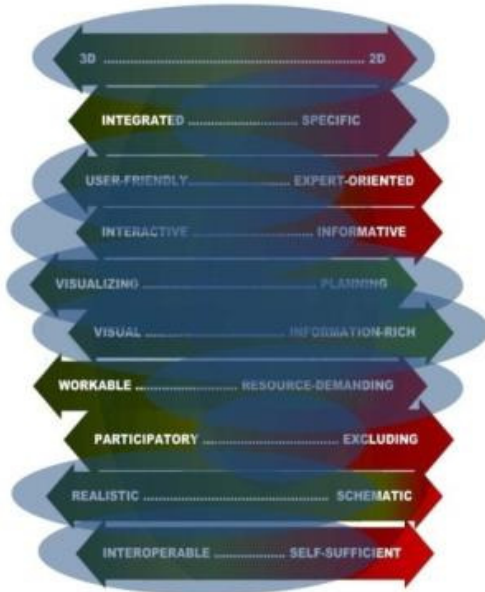 3D ........................................................ 2D
INTEGRATED ........................... SPECIFIC
USER-FRIENDLY .......................... EXPERT-ORIENTED
INTERACTIVE .............................. INFORMATIVE
VISUALIZING ............................................. PLANNING
VISUAL ............................... INFORMATION-RICH
WORKABLE ........................ RESOURCE-DEMANDING
PARTICIPATORY ............................ EXCLUDING
REALISTIC ............................................. SCHEMATIC
INTEROPERABLE .................. SELF-SUFFICIENT